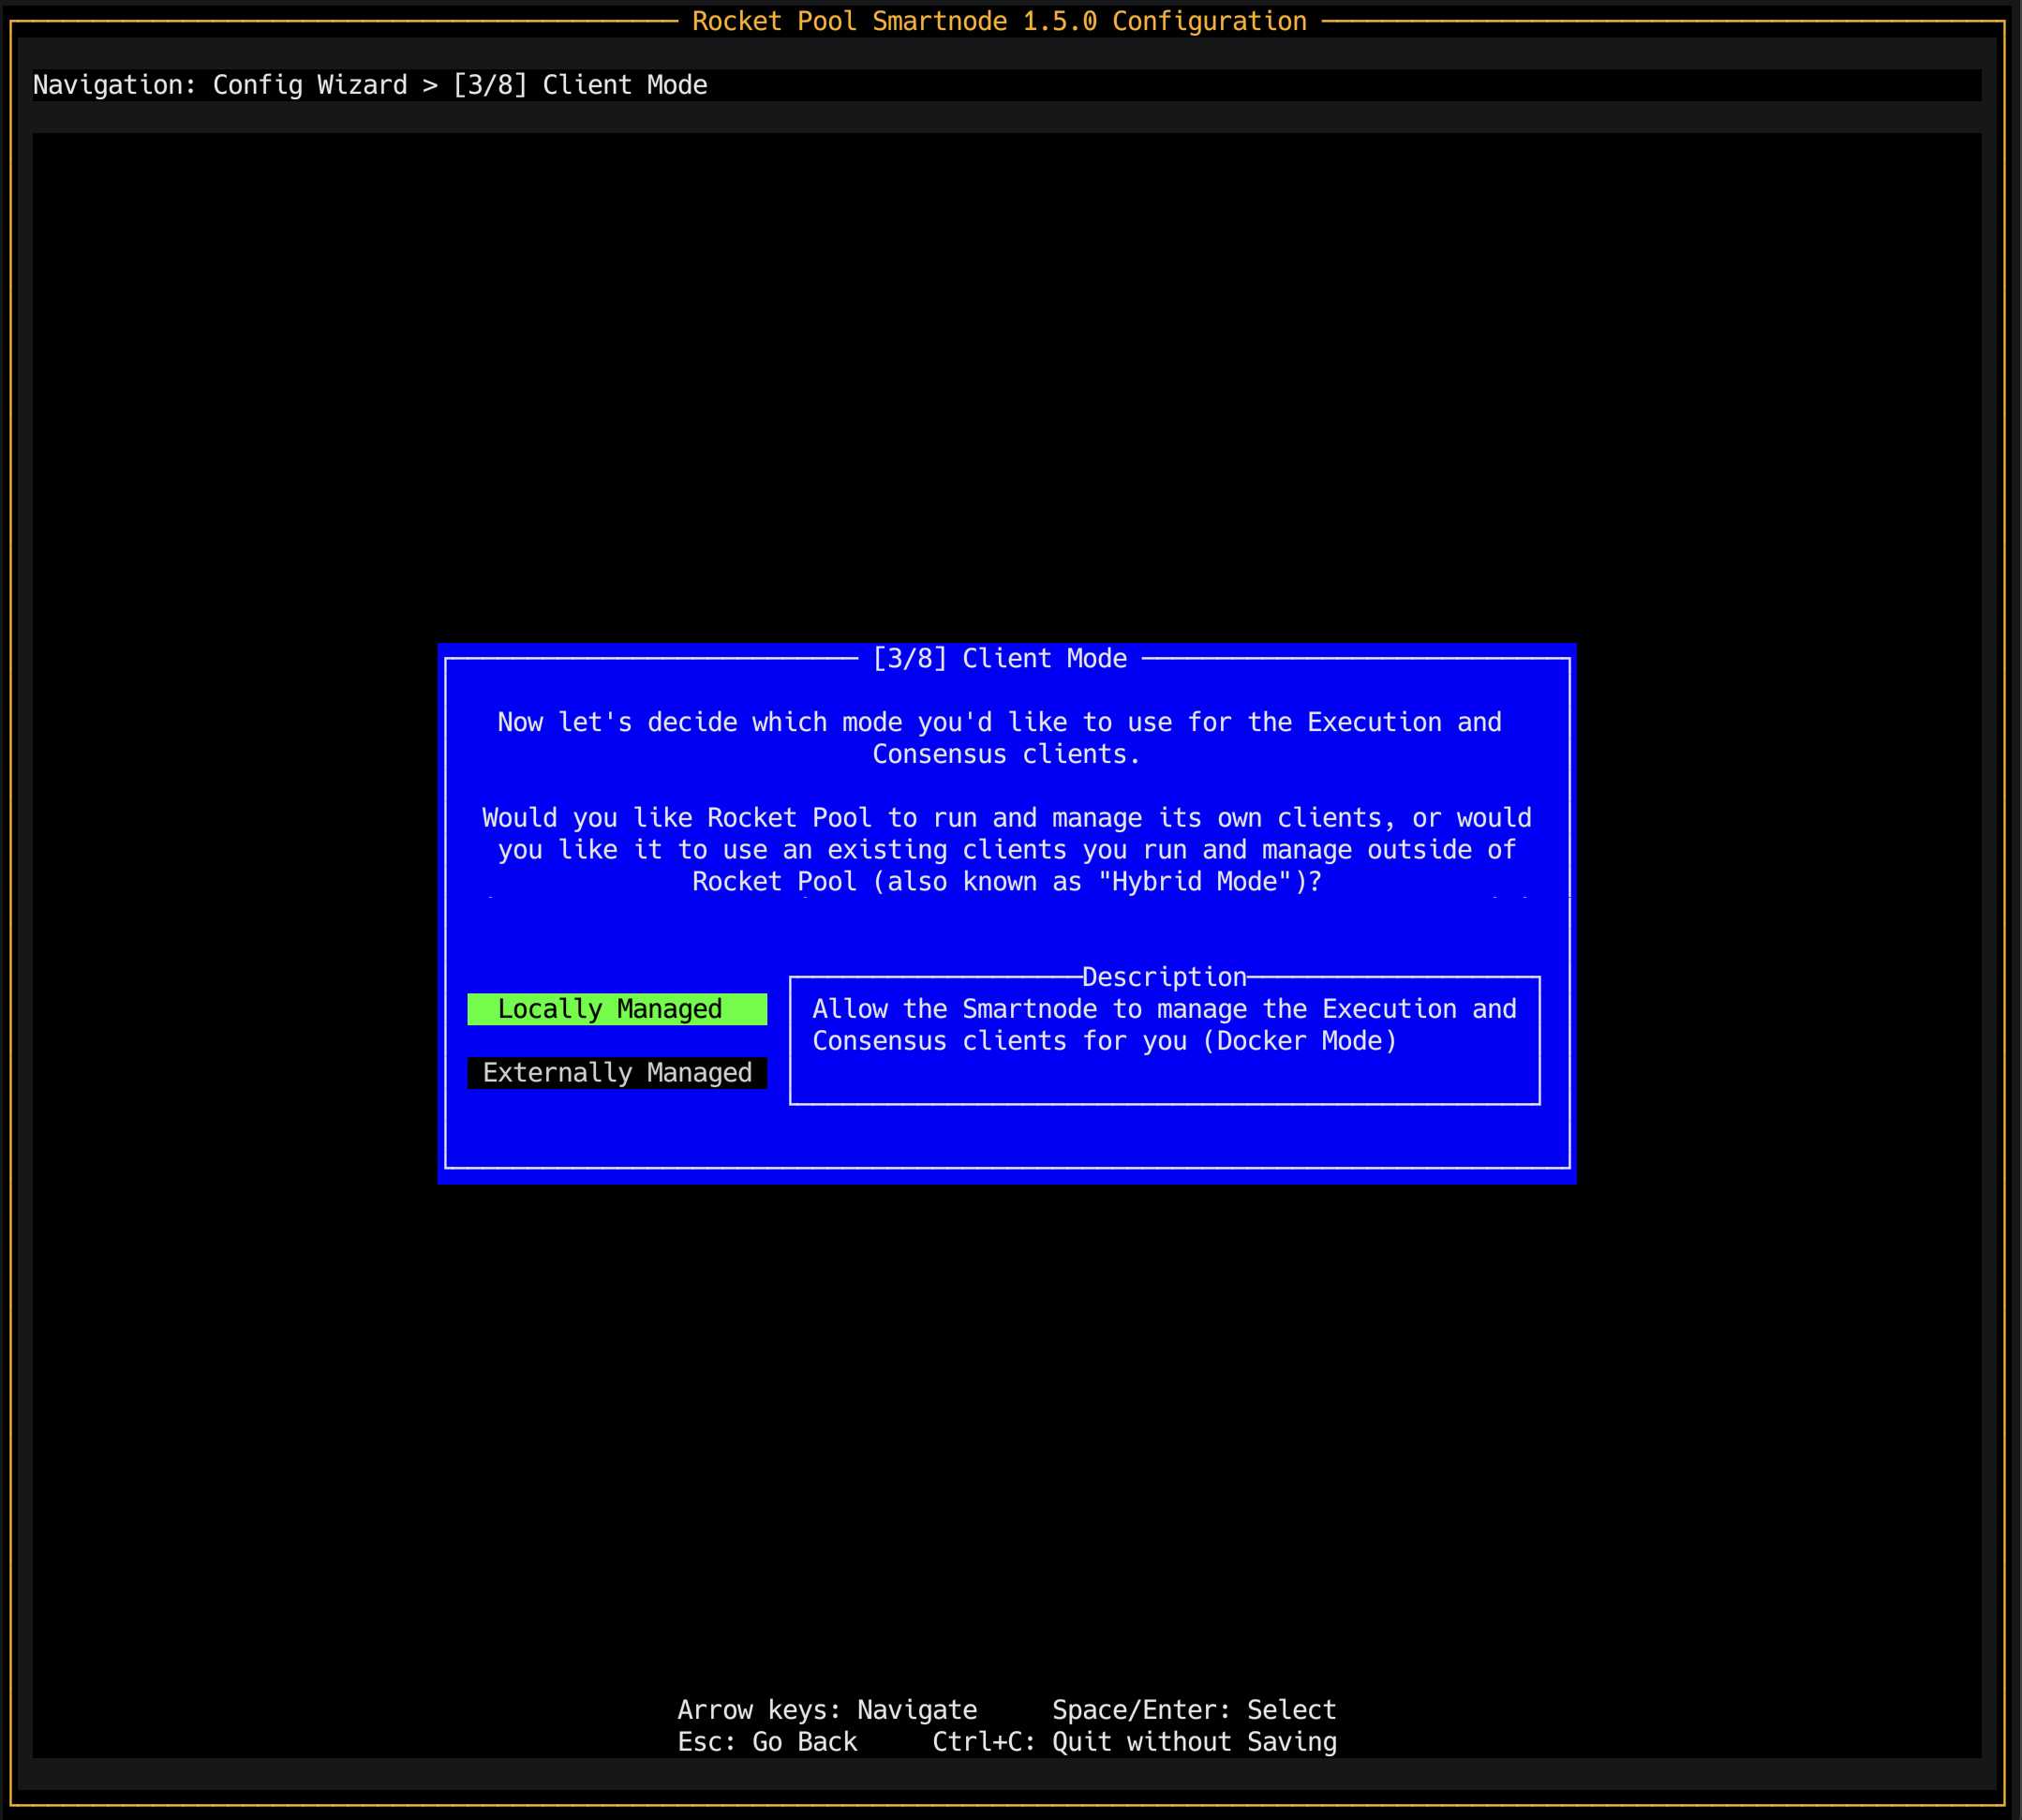 Rocket Pool Smartnode 1.5.0 Configuration
Navigation: Config Wizard > [3/8] Client Mode
[3/8] Client Mode
Now let's decide which mode you'd like to use for the Execution and
Consensus clients.
Would you like Rocket Pool to run and manage its own clients, or would
you like it to use an existing clients you run and manage outside of
Rocket Pool (also known as "Hybrid Mode")?
Description
Locally Managed
Allow the Smartnode to manage the Execution and
Consensus clients for you (Docker Mode)
Externally Managed
Arrow keys: Navigate     Space/Enter: Select
Esc: Go Back     Ctrl+C: Quit without Saving